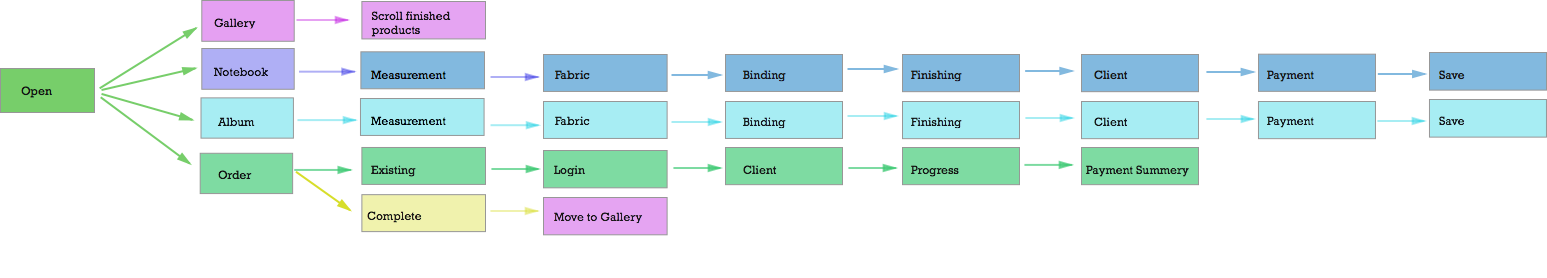 Gallery
Scroll finished
products
Open
Notebook
Measurement
Fabric
Binding
Finishing
Client
Payment
Save
Album
Measurement
Fabric
Binding
Finishing
Client
Payment
Save
Order
Existing
Login
Client
Progress
Payment Summery
Complete
Move to Gallery